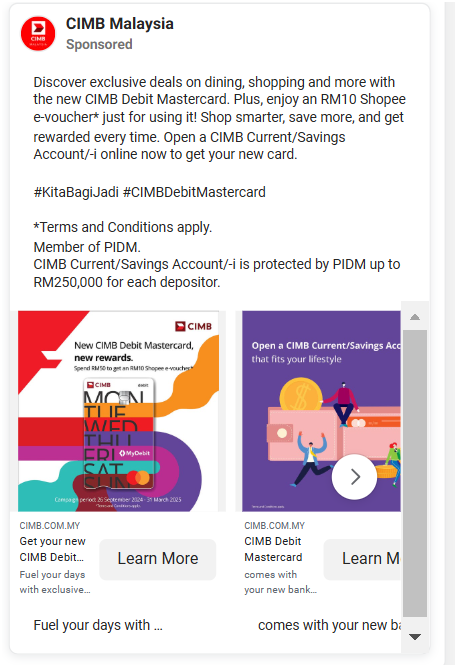 CIMB Malaysia
Sponsored
Discover exclusive deals on dining, shopping and more with
the new CIMB Debit Mastercard. Plus, enjoy an RM10 Shopee
e-voucher* just for using it! Shop smarter, save more, and get
rewarded every time. Open a CIMB Current/Savings
Account/-i online now to get your new card.
#KitaBagiJadi #CIMBDebitMastercard
*Terms and Conditions apply.
Member of PIDM.
CIMB Current/Savings Account/-i is protected by PIDM up to
RM250,000 for each depositor.
CIMB
New CIMB Debit Mastercard,
new rewards.
Spend RM50 to get an RM10 Shopee e-voucher*
CIMB
debit
MON
TUE
WED
THU
FRI
SAT
SUN
MyDebit
Campaign period: 26 September 2024 - 31 March 2025
Terms and Conditions apply.
Open a CIMB Current/Savings Acc
that fits your lifestyle
CIMB.COM.MY
Get your new
CIMB Debit...
Fuel your days
with exclusive...
Learn More
CIMB.COM.MY
CIMB Debit
Mastercard
comes with
your new bank...
Learn M
Fuel your days with ...
comes with your new ba